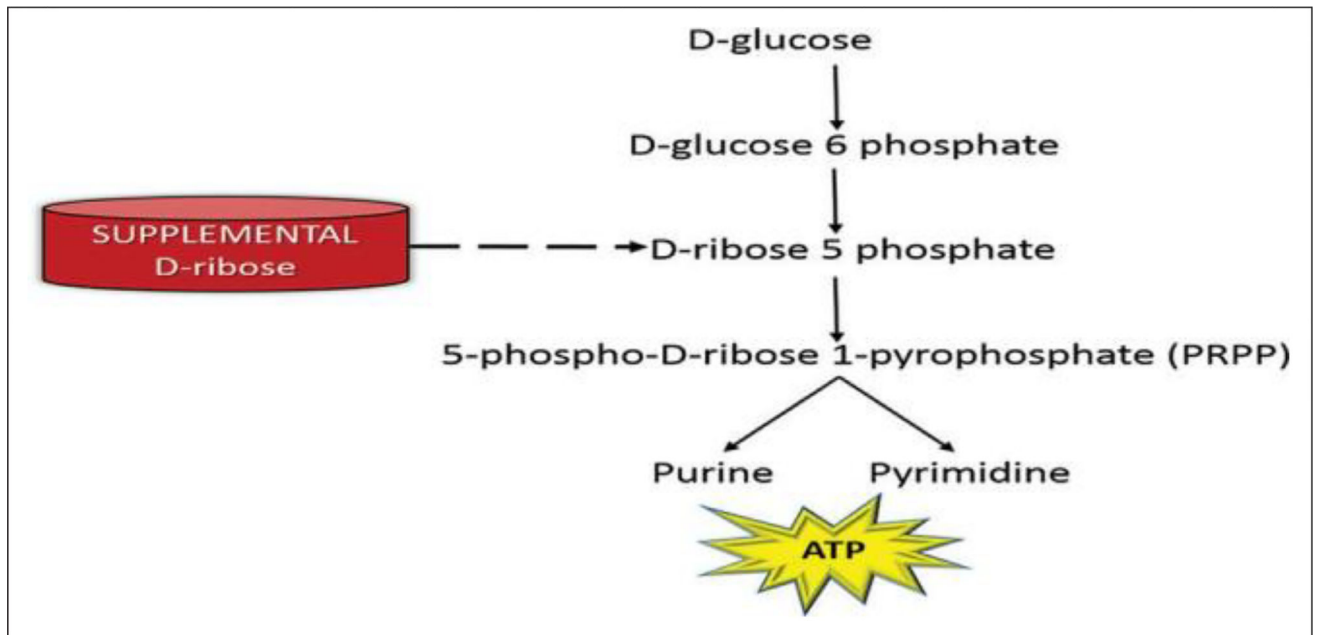 D-glucose
D-glucose 6 phosphate
SUPPLEMENTAL
D-ribose
D-ribose 5 phosphate
5-phospho-D-ribose 1-pyrophosphate (PRPP)
Purine
Pyrimidine
ATP